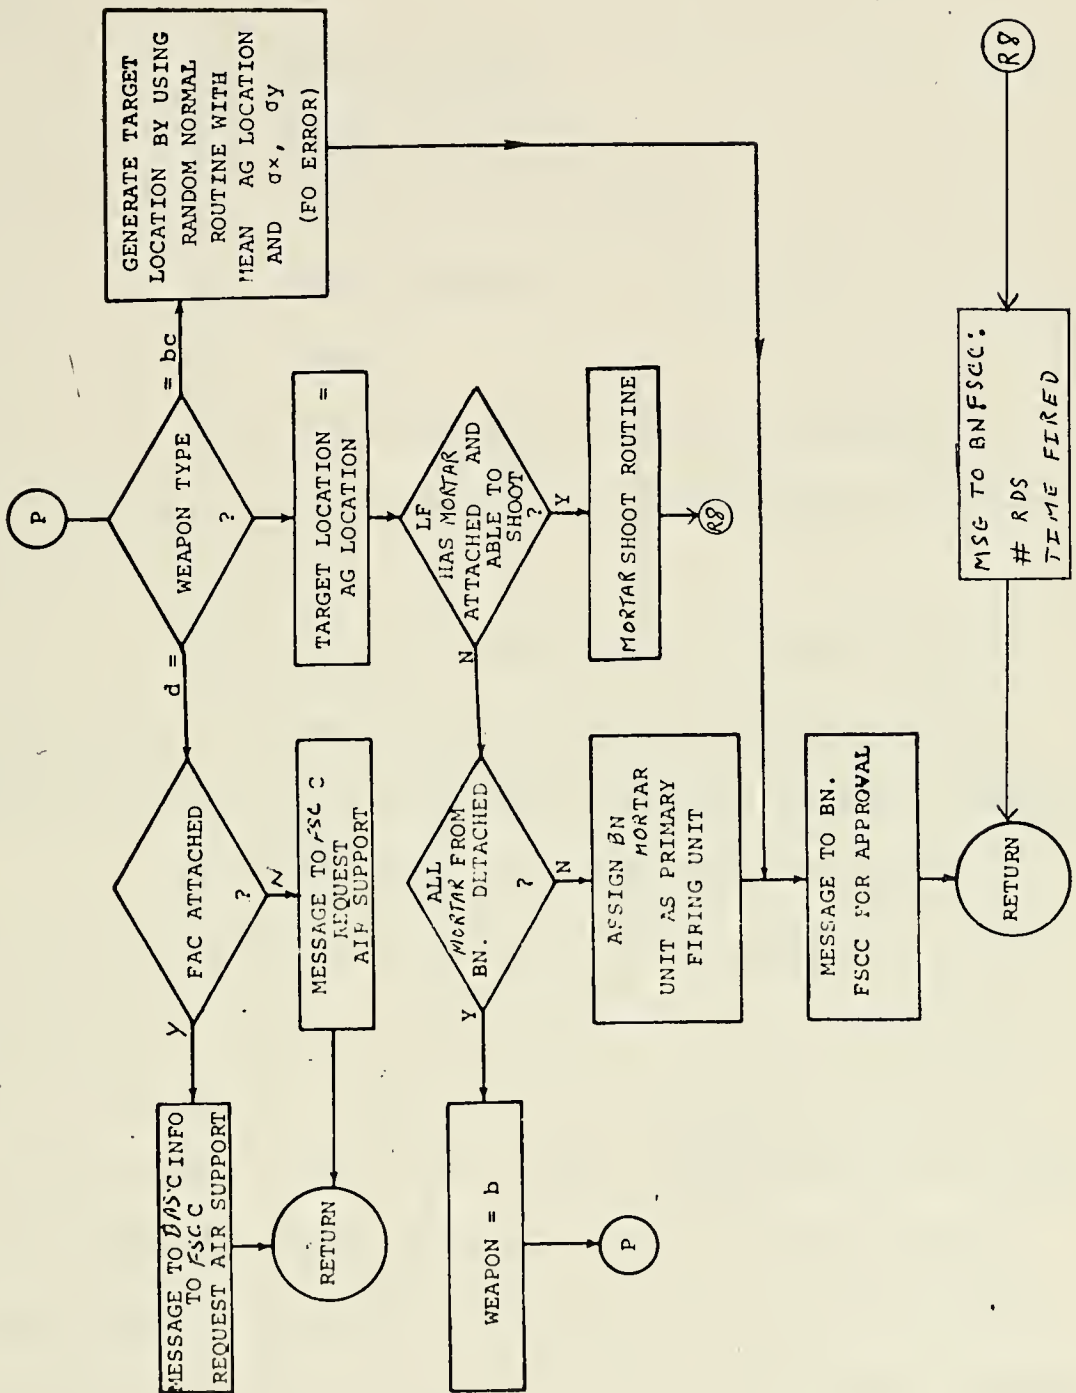 P
WEAPON TYPE
?
= bc
GENERATE TARGET
LOCATION BY USING
RANDOM NORMAL
ROUTINE WITH
MEAN AG LOCATION
AND σx, σy
(FO ERROR)
d =
FAC ATTACHED
?
Y
MESSAGE TO DASC INFO
TO FSCC
REQUEST AIR SUPPORT
N
MESSAGE TO FSCC
REQUEST
AIR SUPPORT
RETURN
TARGET LOCATION =
AG LOCATION
LF
HAS MORTAR
ATTACHED AND
ABLE TO
SHOOT
?
Y
MORTAR SHOOT ROUTINE
R8
N
ALL
MORTAR FROM
BN. DETACHED
?
Y
WEAPON = b
P
N
ASSIGN BN
MORTAR
UNIT AS PRIMARY
FIRING UNIT
MESSAGE TO BN.
FSCC FOR APPROVAL
RETURN
R8
MSG TO BNFSCC:
# RDS
TIME FIRED